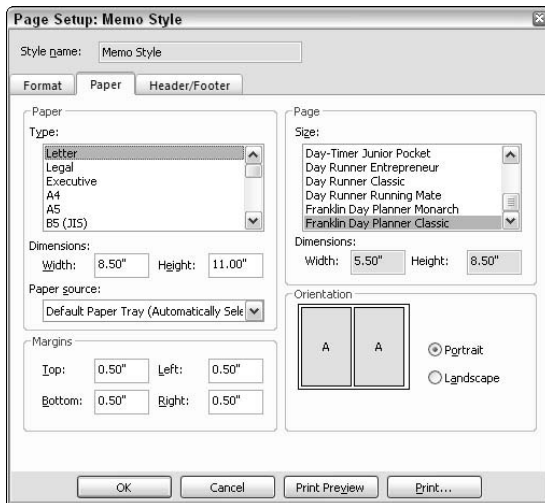 Page Setup: Memo Style
Style name: Memo Style
Format Paper Header/Footer
Paper
Type:
Letter
Legal
Executive
A4
A5
B5 (JIS)
Dimensions:
Width: 8.50" Height: 11.00"
Paper source:
Default Paper Tray (Automatically Sele
Margins
Top: 0.50" Left: 0.50"
Bottom: 0.50" Right: 0.50"
Page
Size:
Day-Timer Junior Pocket
Day Runner Entrepreneur
Day Runner Classic
Day Runner Running Mate
Franklin Day Planner Monarch
Franklin Day Planner Classic
Dimensions:
Width: 5.50" Height: 8.50"
Orientation
A A
Portrait
Landscape
OK Cancel Print Preview Print...